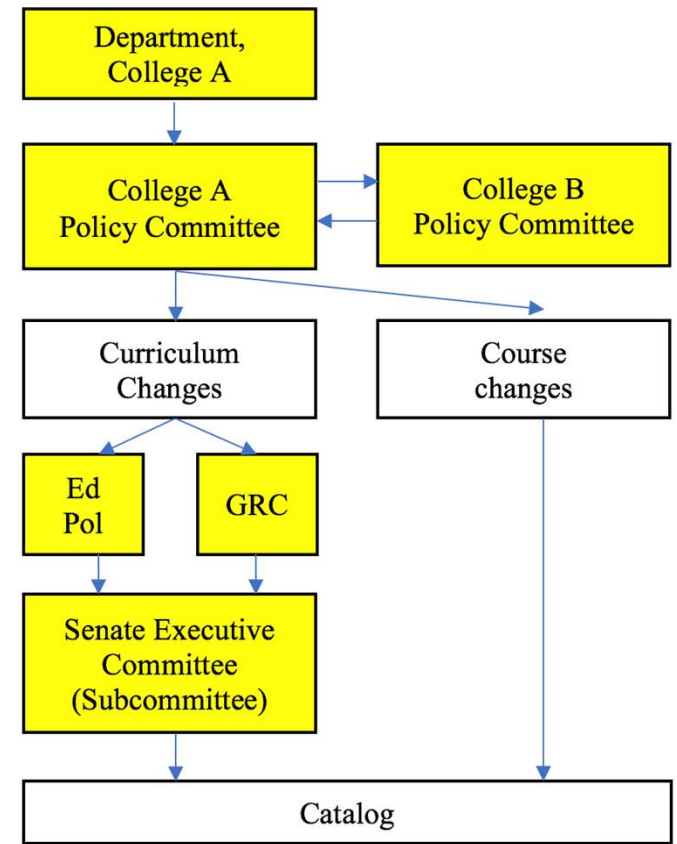 Department,
College A
College A
Policy Committee
College B
Policy Committee
Curriculum
Changes
Course
changes
Ed
Pol
GRC
Senate Executive
Committee
(Subcommittee)
Catalog